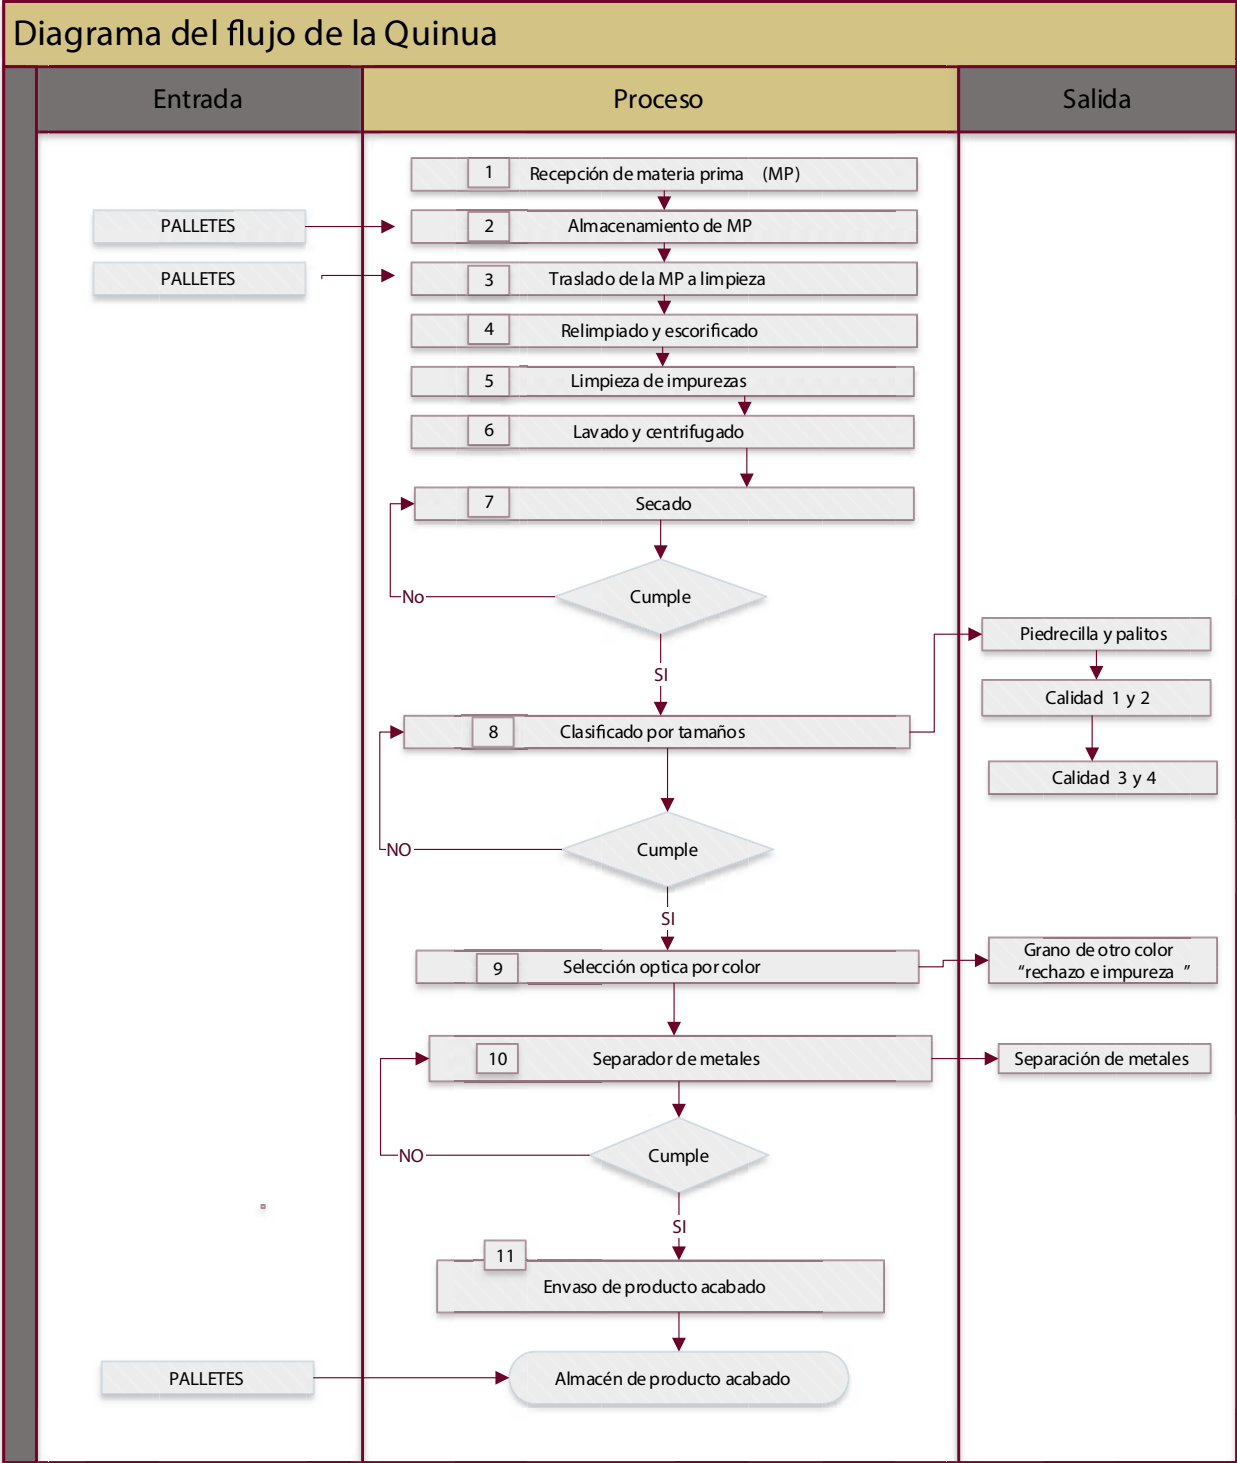 Diagrama del flujo de la Quinua
Entrada
Proceso
Salida
1 Recepción de materia prima (MP)
PALLETES
2 Almacenamiento de MP
PALLETES
3 Traslado de la MP a limpieza
4 Relimpiado y escorificado
5 Limpieza de impurezas
6 Lavado y centrifugado
7 Secado
No
Cumple
SI
Piedrecilla y palitos
Calidad 1 y 2
Calidad 3 y 4
8 Clasificado por tamaños
NO
Cumple
SI
9 Selección optica por color
Grano de otro color
“rechazo e impureza ”
10 Separador de metales
Separación de metales
NO
Cumple
SI
11
Envaso de producto acabado
PALLETES
Almacén de producto acabado